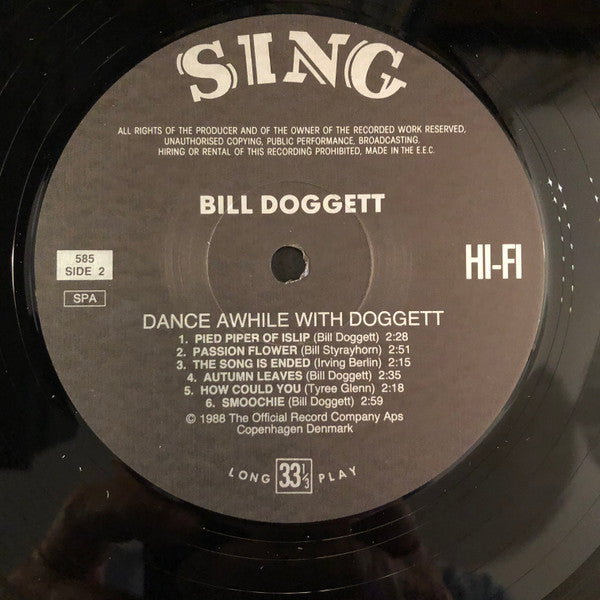 SING
ALL RIGHTS OF THE PRODUCER AND OF THE OWNER OF THE RECORDED WORK RESERVED,
UNAUTHORISED COPYING, PUBLIC PERFORMANCE, BROADCASTING.
HIRING OR RENTAL OF THIS RECORDING PROHIBITED, MADE IN THE E.E.C.
BILL DOGGETT
585
SIDE 2
SPA
HI-FI
DANCE AWHILE WITH DOGGETT
1. PIED PIPER OF ISLIP (Bill Doggett) 2:28
2. PASSION FLOWER (Bill Styrayhorn) 2:51
3. THE SONG IS ENDED (Irving Berlin) 2:15
4. AUTUMN LEAVES (Bill Doggett) 2:35
5. HOW COULD YOU (Tyree Glenn) 2:18
6. SMOOCHIE (Bill Doggett) 2:59
© 1988 The Official Record Company Aps
Copenhagen Denmark
LONG 33 1/3 PLAY